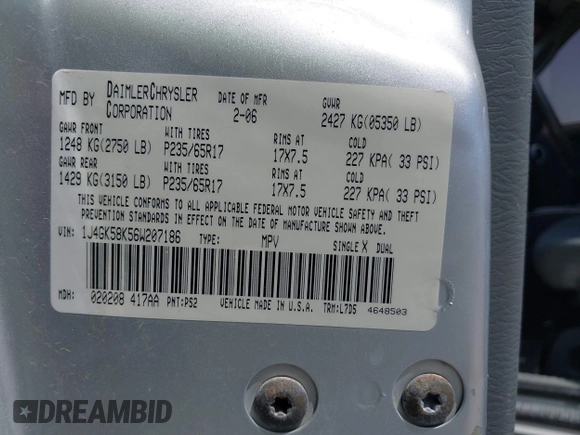 MFD BY DAIMLERCHRYSLER CORPORATION DATE OF MFR 2-06 GVWR 2427 KG(05350 LB)
GAWR FRONT WITH TIRES RIMS AT COLD
1248 KG(2750 LB) P235/65R17 17X7.5 227 KPA( 33 PSI)
GAWR REAR WITH TIRES RIMS AT COLD
1429 KG(3150 LB) P235/65R17 17X7.5 227 KPA( 33 PSI)
THIS VEHICLE CONFORMS TO ALL APPLICABLE FEDERAL MOTOR VEHICLE SAFETY AND THEFT
PREVENTION STANDARDS IN EFFECT ON THE DATE OF MANUFACTURE SHOWN ABOVE.
VIN: 1J4GK58K56W207186 TYPE: MPV SINGLE X DUAL
MDH: 020208 417AA PNT:PS2 VEHICLE MADE IN U.S.A. TRM:L7D5 4648503
DREAMBID